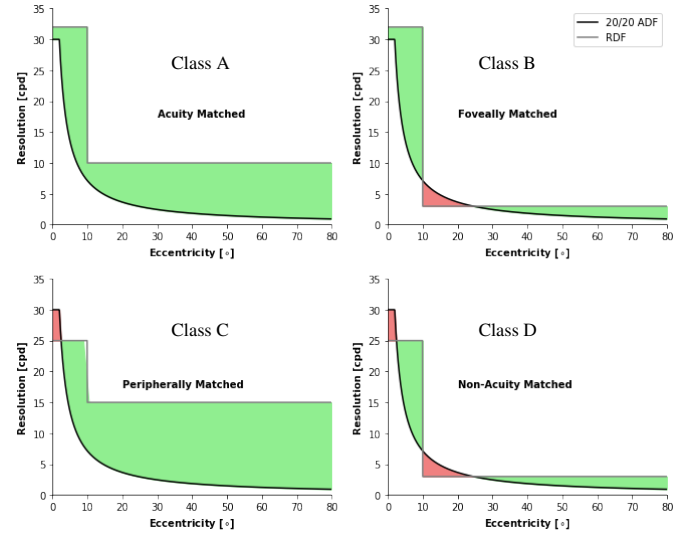 35
30
25
20
15
10
5
0
Resolution [cpd]
Class A
Acuity Matched
0 10 20 30 40 50 60 70 80
Eccentricity [∘]
35
30
25
20
15
10
5
0
Resolution [cpd]
20/20 ADF
RDF
Class B
Foveally Matched
0 10 20 30 40 50 60 70 80
Eccentricity [∘]
35
30
25
20
15
10
5
0
Resolution [cpd]
Class C
Peripherally Matched
0 10 20 30 40 50 60 70 80
Eccentricity [∘]
35
30
25
20
15
10
5
0
Resolution [cpd]
Class D
Non-Acuity Matched
0 10 20 30 40 50 60 70 80
Eccentricity [∘]